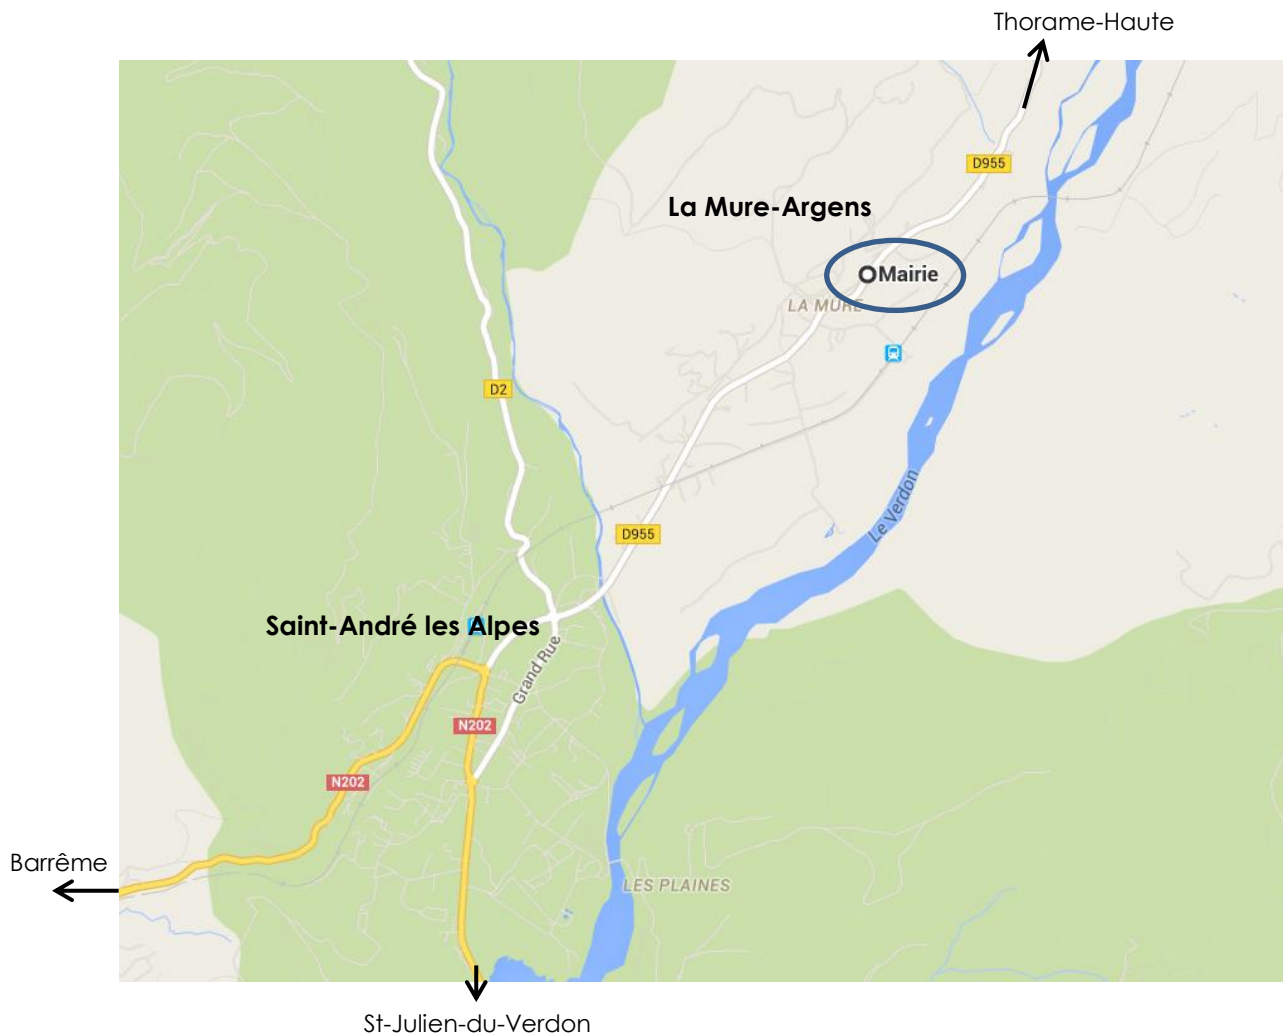 Thorame-Haute
D955
La Mure-Argens
Mairie
LA MURE
D2
Le Verdon
D955
Saint-André les Alpes
Grand Rue
N202
N202
Barrême
LES PLAINES
St-Julien-du-Verdon